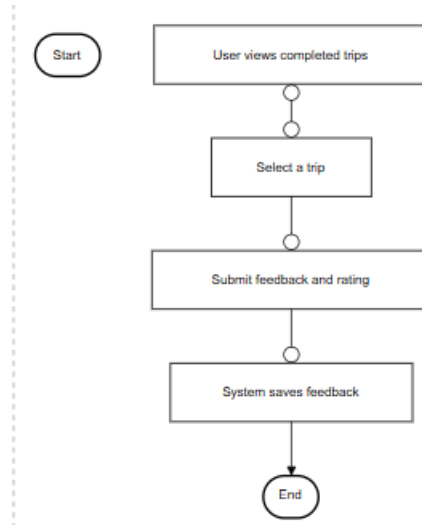 Start
User views completed trips
Select a trip
Submit feedback and rating
System saves feedback
End